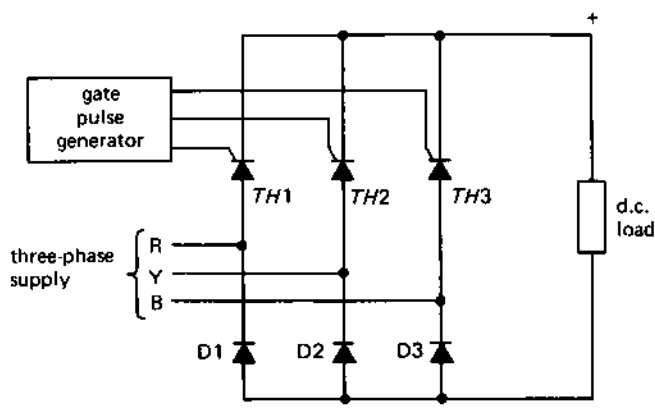 +
gate
pulse
generator
TH1 TH2 TH3
d.c.
load
three-phase
supply
R
Y
B
D1 D2 D3